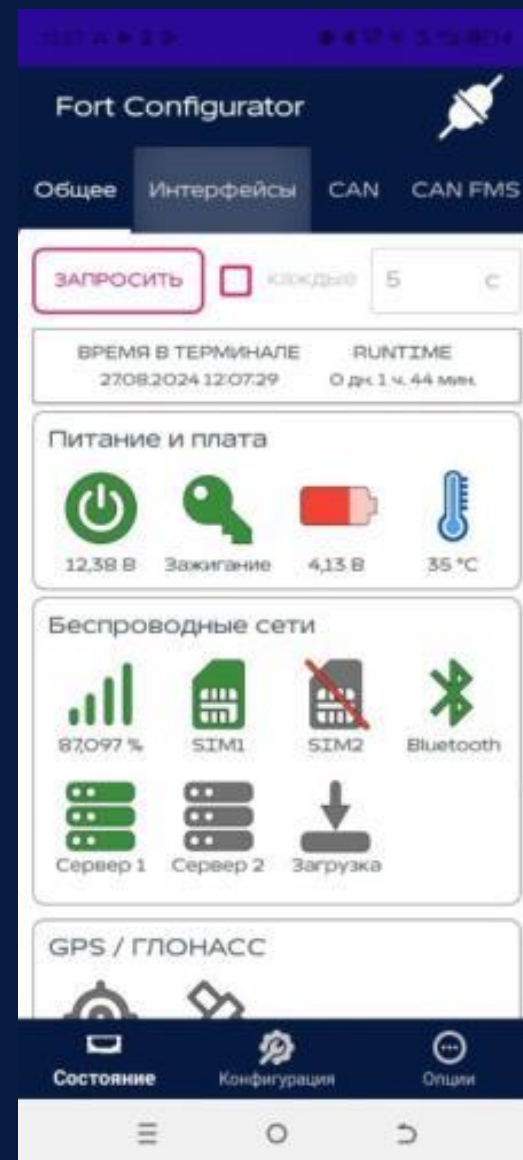 Fort Configurator
Общее Интерфейсы CAN CAN FMS
ЗАПРОСИТЬ каждые 5 с
ВРЕМЯ В ТЕРМИНАЛЕ RUNTIME
27.08.2024 12:07:29 0 дн. 1 ч. 44 мин.
Питание и плата
12,38 В Зажигание 4,13 В 35 °C
Беспроводные сети
87,097 % SIM1 SIM2 Bluetooth
Сервер 1 Сервер 2 Загрузка
GPS / ГЛОНАСС
Состояние Конфигурация Опции